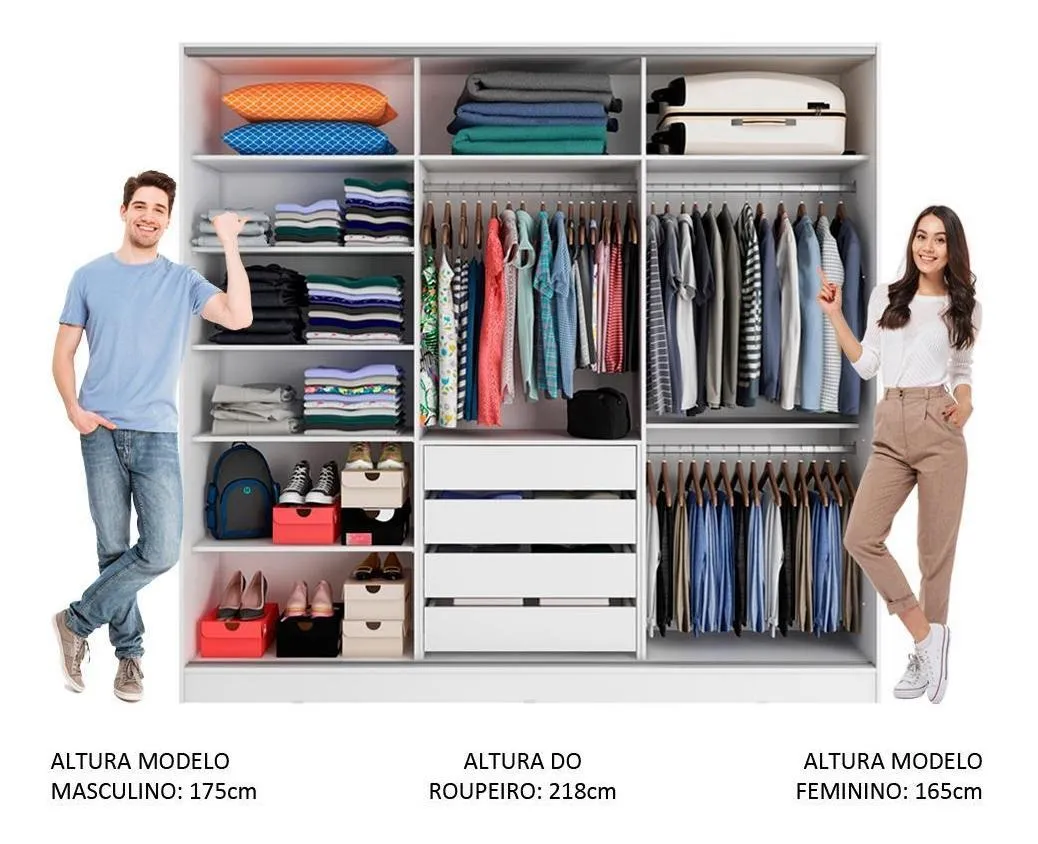 ALTURA MODELO
MASCULINO: 175cm
ALTURA DO
ROUPEIRO: 218cm
ALTURA MODELO
FEMININO: 165cm